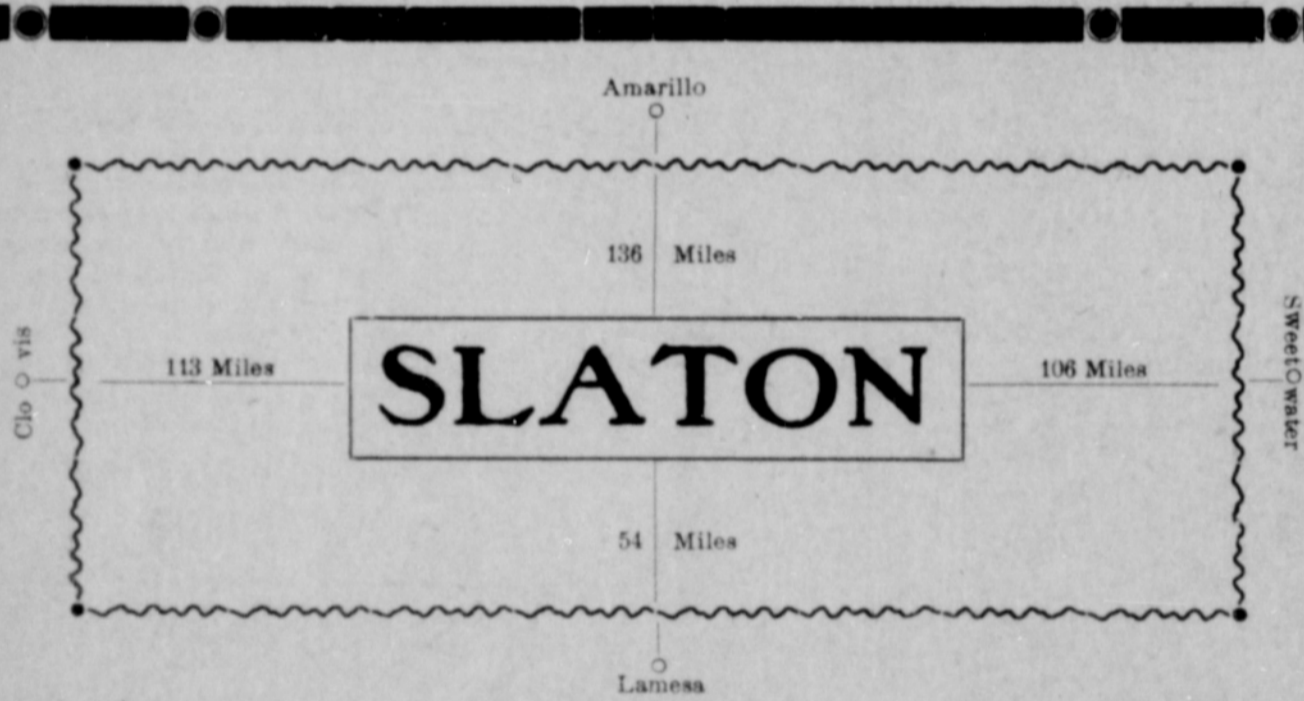 Amarillo
136 Miles
Clo vis
113 Miles
SLATON
106 Miles
SWeetOwater
54 Miles
Lamesa